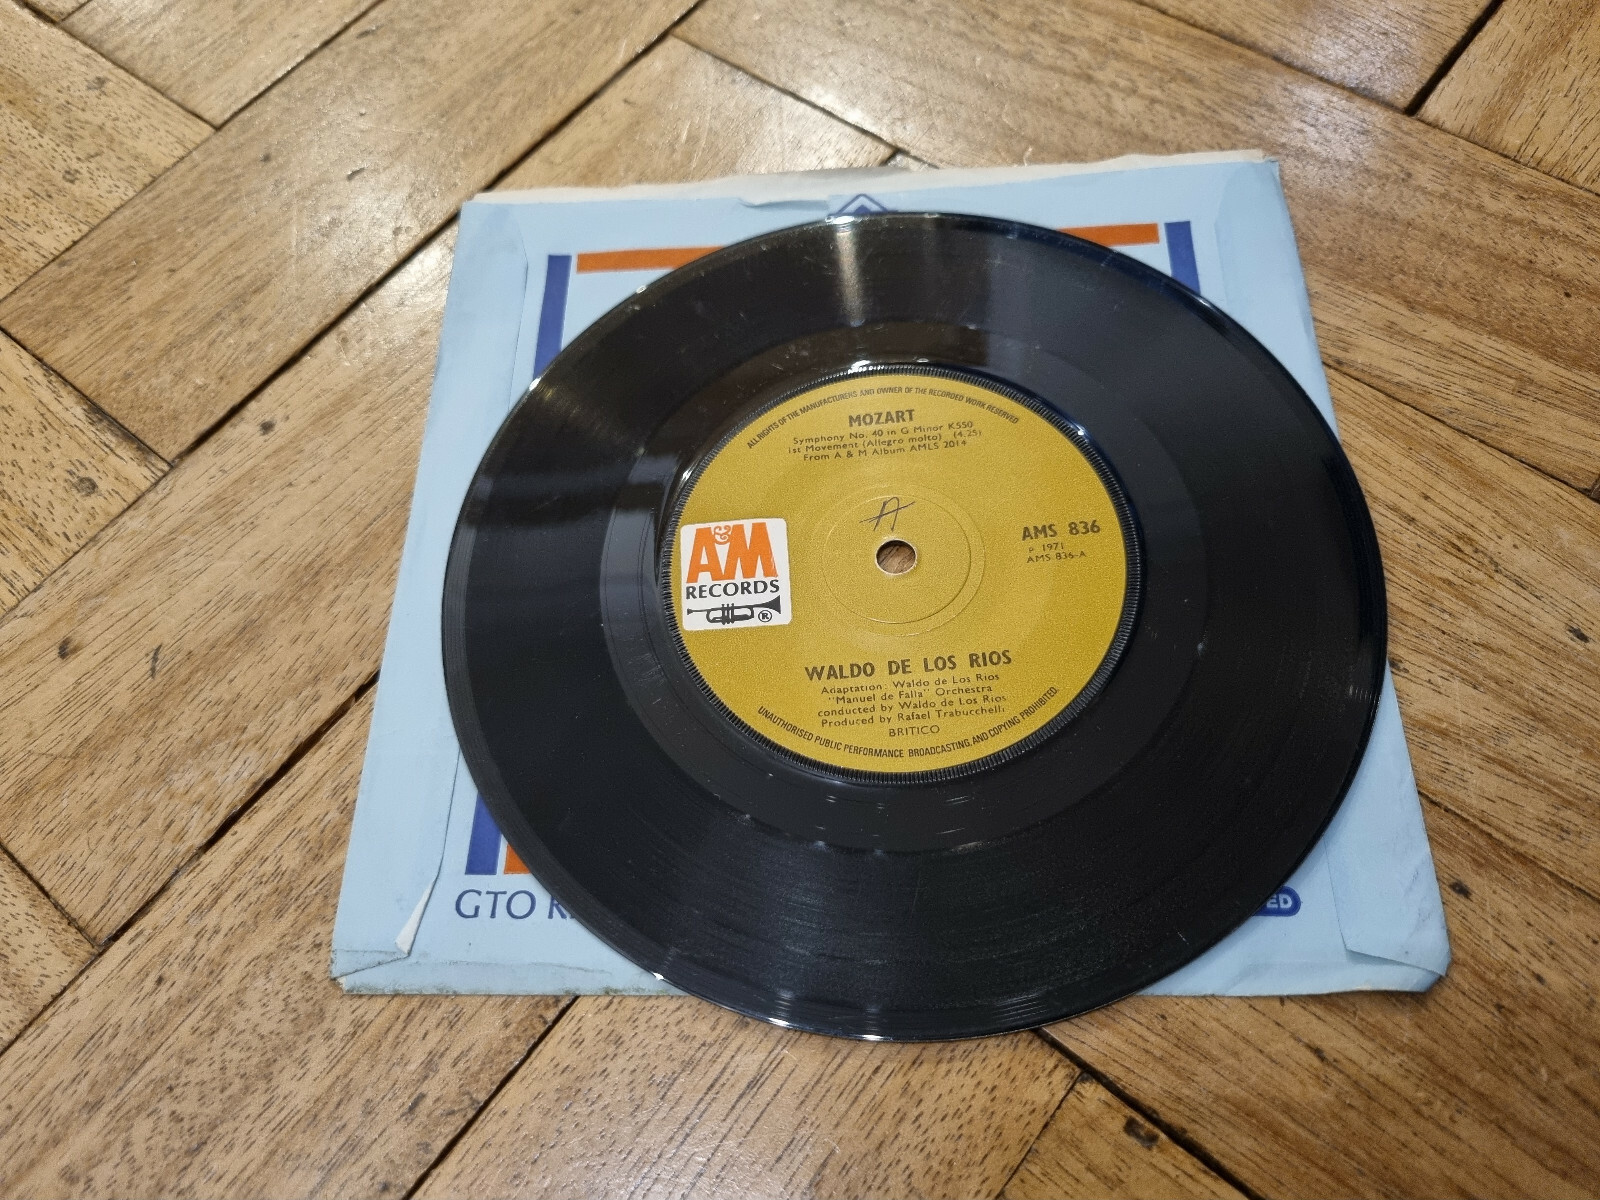 ALL RIGHTS OF THE MANUFACTURERS AND OWNER OF THE RECORDED WORK RESERVED
MOZART
Symphony No. 40 in G Minor K550
1st Movement (Allegro molto) (4.25)
From A & M Album AMLS 2014
A
A&M
RECORDS
®
AMS 836
P 1971
AMS 836-A
WALDO DE LOS RIOS
Adaptation: Waldo de Los Rios
"Manuel de Falla" Orchestra
conducted by Waldo de Los Rios
Produced by Rafael Trabucchelli
BRITICO
UNAUTHORISED PUBLIC PERFORMANCE BROADCASTING AND COPYING PROHIBITED.
GTO